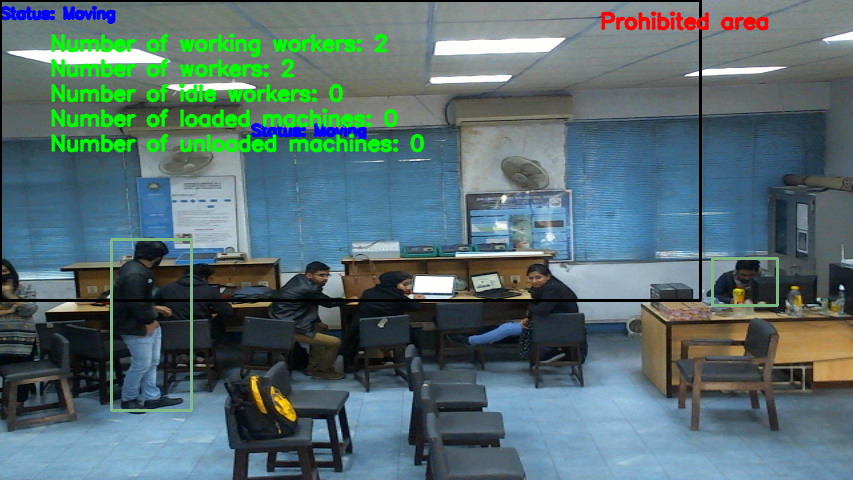 Status: Moving
Prohibited area
Number of working workers: 2
Number of workers: 2
Number of idle workers: 0
Number of loaded machines: 0
Status: Moving
Number of unloaded machines: 0